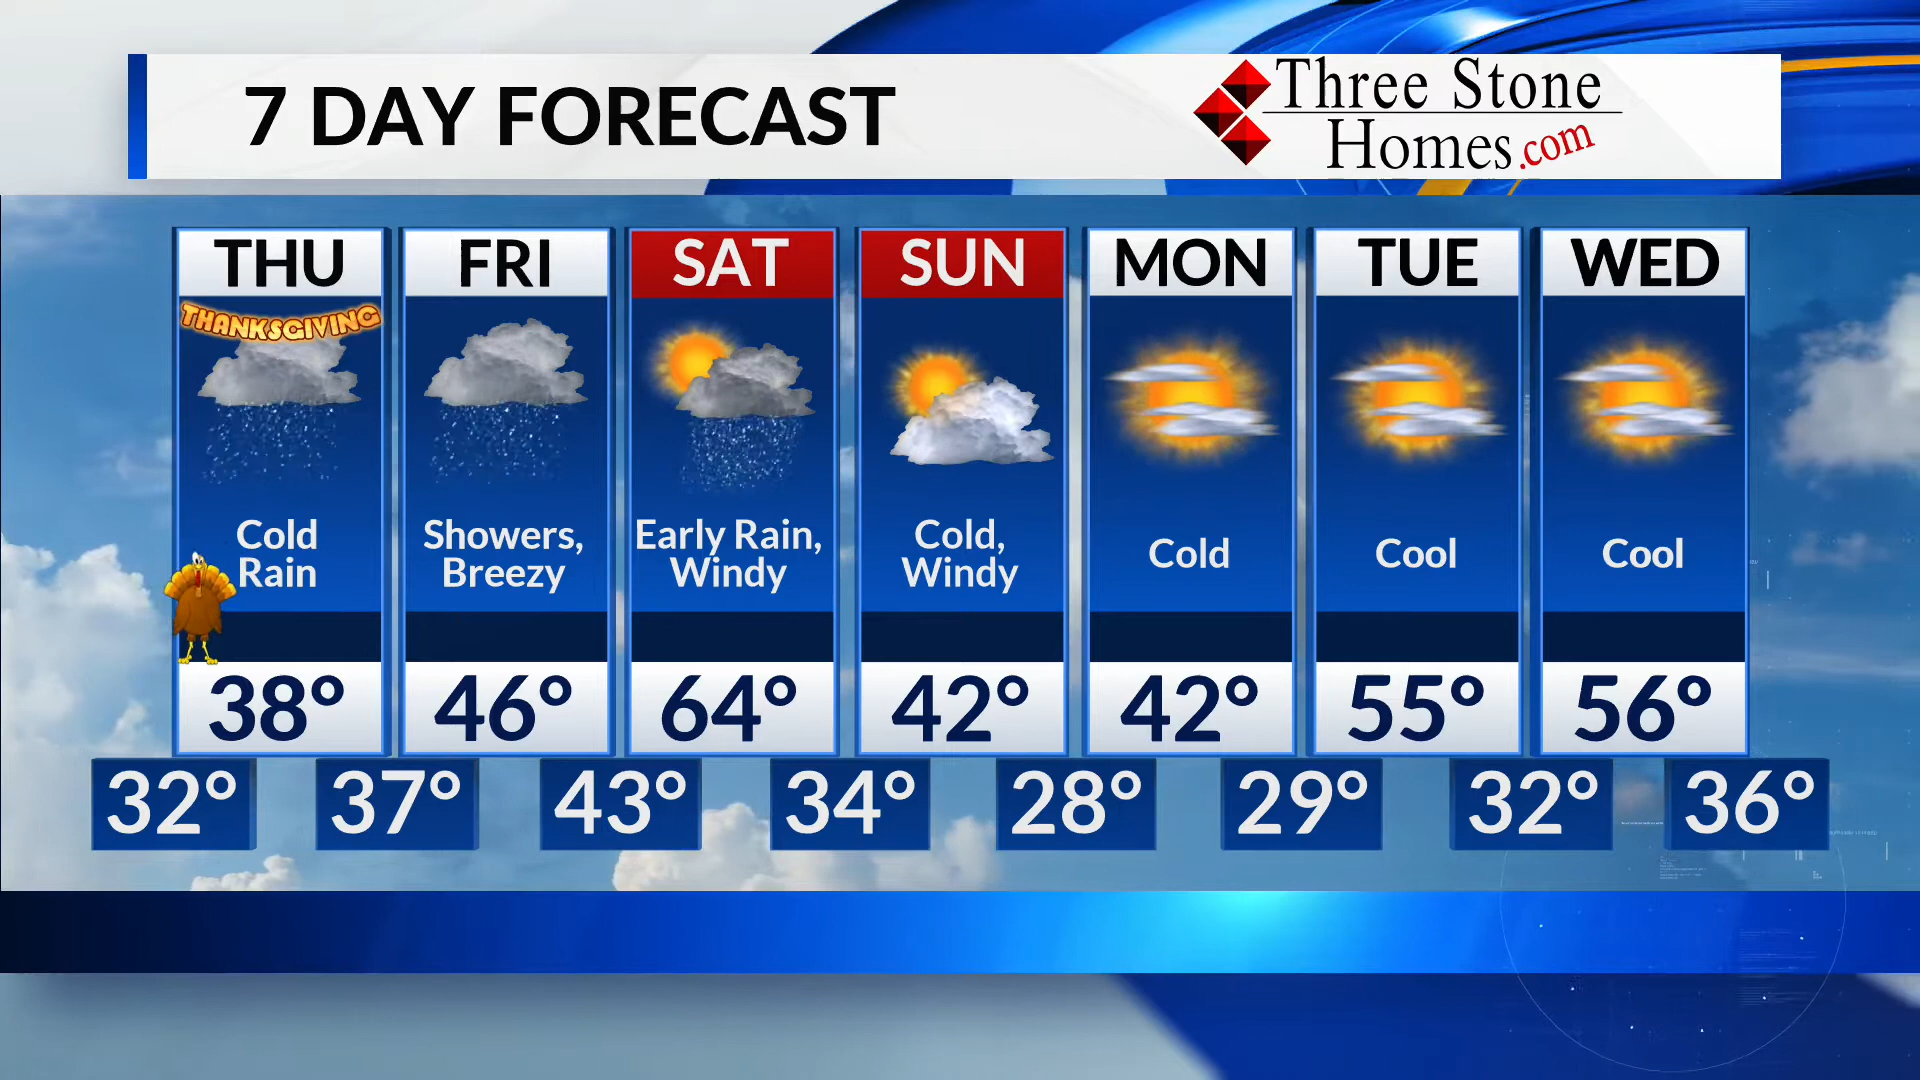 7 DAY FORECAST
Three Stone
Homes.com
THU
FRI
SAT
SUN
MON
TUE
WED
THANKSGIVING
Cold
Rain
Showers,
Breezy
Early Rain,
Windy
Cold,
Windy
Cold
Cool
Cool
38°
46°
64°
42°
42°
55°
56°
32°
37°
43°
34°
28°
29°
32°
36°